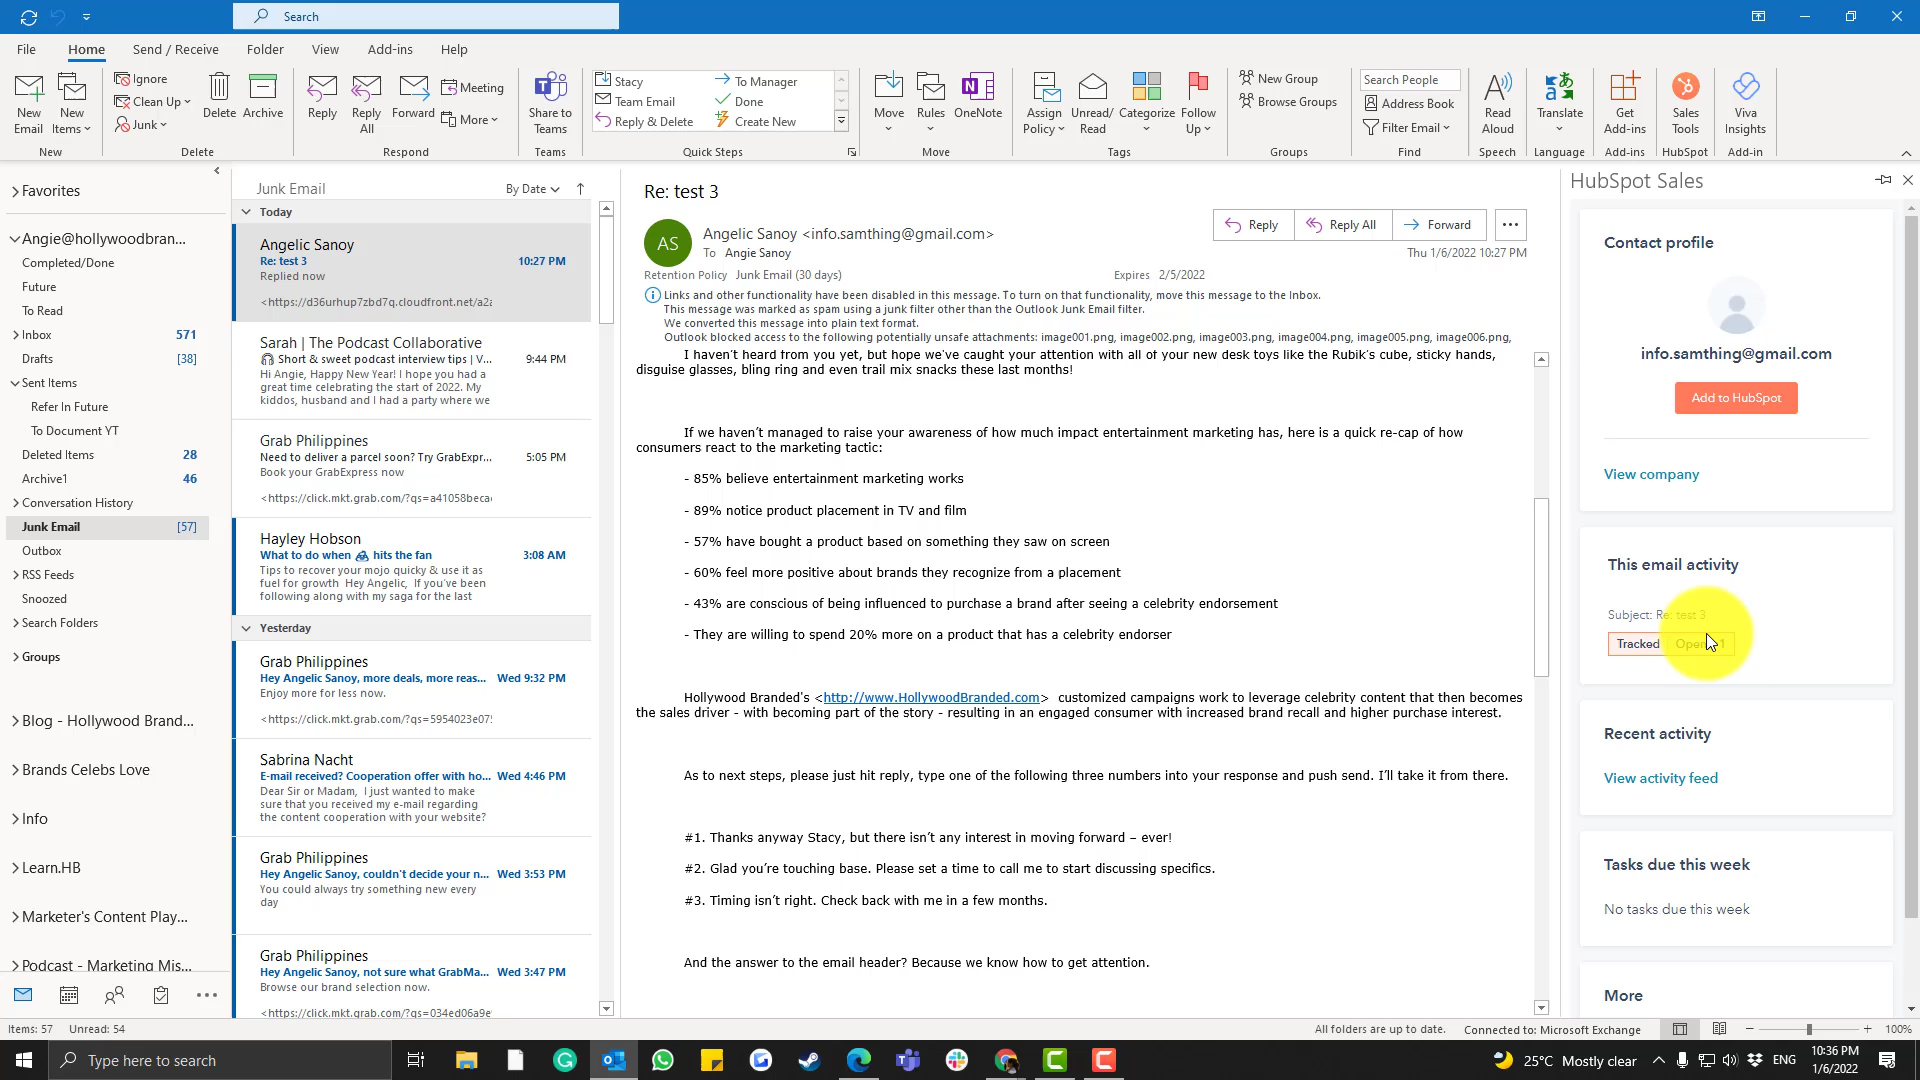 Search
File Home Send / Receive Folder View Add-ins Help
New Email
New Items
New
Ignore
Clean Up
Junk
Delete
Archive
Delete
Reply
Reply All
Forward
Meeting
More
Respond
Share to Teams
Teams
Stacy
Team Email
Reply & Delete
To Manager
Done
Create New
Quick Steps
Move
Rules
OneNote
Move
Assign Policy
Unread/ Read
Categorize
Follow Up
Tags
New Group
Browse Groups
Groups
Search People
Address Book
Filter Email
Find
Read Aloud
Speech
Translate
Language
Get Add-ins
Add-ins
Sales Tools
HubSpot
Viva Insights
Add-in
Favorites
Angie@hollywoodbran...
Completed/Done
Future
To Read
Inbox 571
Drafts [38]
Sent Items
Refer In Future
To Document YT
Deleted Items 28
Archive1 46
Conversation History
Junk Email [57]
Outbox
RSS Feeds
Snoozed
Search Folders
Groups
Blog - Hollywood Brand...
Brands Celebs Love
Info
Learn.HB
Marketer's Content Play...
Podcast - Marketing Mis...
Items: 57 Unread: 54
Junk Email By Date
Today
Angelic Sanoy
Re: test 3 10:27 PM
Replied now
<https://d36urhup7zbd7q.cloudfront.net/a2a
Sarah | The Podcast Collaborative
Short & sweet podcast interview tips | V... 9:44 PM
Hi Angie, Happy New Year! I hope you had a
great time celebrating the start of 2022. My
kiddos, husband and I had a party where we
Grab Philippines
Need to deliver a parcel soon? Try GrabExpr... 5:05 PM
Book your GrabExpress now
<https://click.mkt.grab.com/?qs=a41058beca
Hayley Hobson
What to do when 💩 hits the fan 3:08 AM
Tips to recover your mojo quicky & use it as
fuel for growth Hey Angelic, If you've been
following along with my saga for the last
Yesterday
Grab Philippines
Hey Angelic Sanoy, more deals, more reas... Wed 9:32 PM
Enjoy more for less now.
<https://click.mkt.grab.com/?qs=5954023e07
Sabrina Nacht
E-mail received? Cooperation offer with ho... Wed 4:46 PM
Dear Sir or Madam, I just wanted to make
sure that you received my e-mail regarding
the content cooperation with your website?
Grab Philippines
Hey Angelic Sanoy, couldn't decide your n... Wed 3:53 PM
You could always try something new every
day
Grab Philippines
Hey Angelic Sanoy, not sure what GrabMa... Wed 3:47 PM
Browse our brand selection now.
<https://click.mkt.grab.com/?qs=034ed06a9e
Re: test 3
AS
Angelic Sanoy <info.samthing@gmail.com>
To Angie Sanoy
Reply Reply All Forward
Thu 1/6/2022 10:27 PM
Retention Policy Junk Email (30 days) Expires 2/5/2022
Links and other functionality have been disabled in this message. To turn on that functionality, move this message to the Inbox.
This message was marked as spam using a junk filter other than the Outlook Junk Email filter.
We converted this message into plain text format.
Outlook blocked access to the following potentially unsafe attachments: image001.png, image002.png, image003.png, image004.png, image005.png, image006.png,
I haven't heard from you yet, but hope we've caught your attention with all of your new desk toys like the Rubik's cube, sticky hands,
disguise glasses, bling ring and even trail mix snacks these last months!
If we haven't managed to raise your awareness of how much impact entertainment marketing has, here is a quick re-cap of how
consumers react to the marketing tactic:
- 85% believe entertainment marketing works
- 89% notice product placement in TV and film
- 57% have bought a product based on something they saw on screen
- 60% feel more positive about brands they recognize from a placement
- 43% are conscious of being influenced to purchase a brand after seeing a celebrity endorsement
- They are willing to spend 20% more on a product that has a celebrity endorser
Hollywood Branded's <http://www.HollywoodBranded.com> customized campaigns work to leverage celebrity content that then becomes
the sales driver - with becoming part of the story - resulting in an engaged consumer with increased brand recall and higher purchase interest.
As to next steps, please just hit reply, type one of the following three numbers into your response and push send. I'll take it from there.
#1. Thanks anyway Stacy, but there isn't any interest in moving forward – ever!
#2. Glad you're touching base. Please set a time to call me to start discussing specifics.
#3. Timing isn't right. Check back with me in a few months.
And the answer to the email header? Because we know how to get attention.
HubSpot Sales
Contact profile
info.samthing@gmail.com
Add to HubSpot
View company
This email activity
Subject: Re: test 3
Tracked
Recent activity
View activity feed
Tasks due this week
No tasks due this week
More
All folders are up to date. Connected to: Microsoft Exchange 100%
Type here to search
25°C Mostly clear
ENG
10:36 PM
1/6/2022